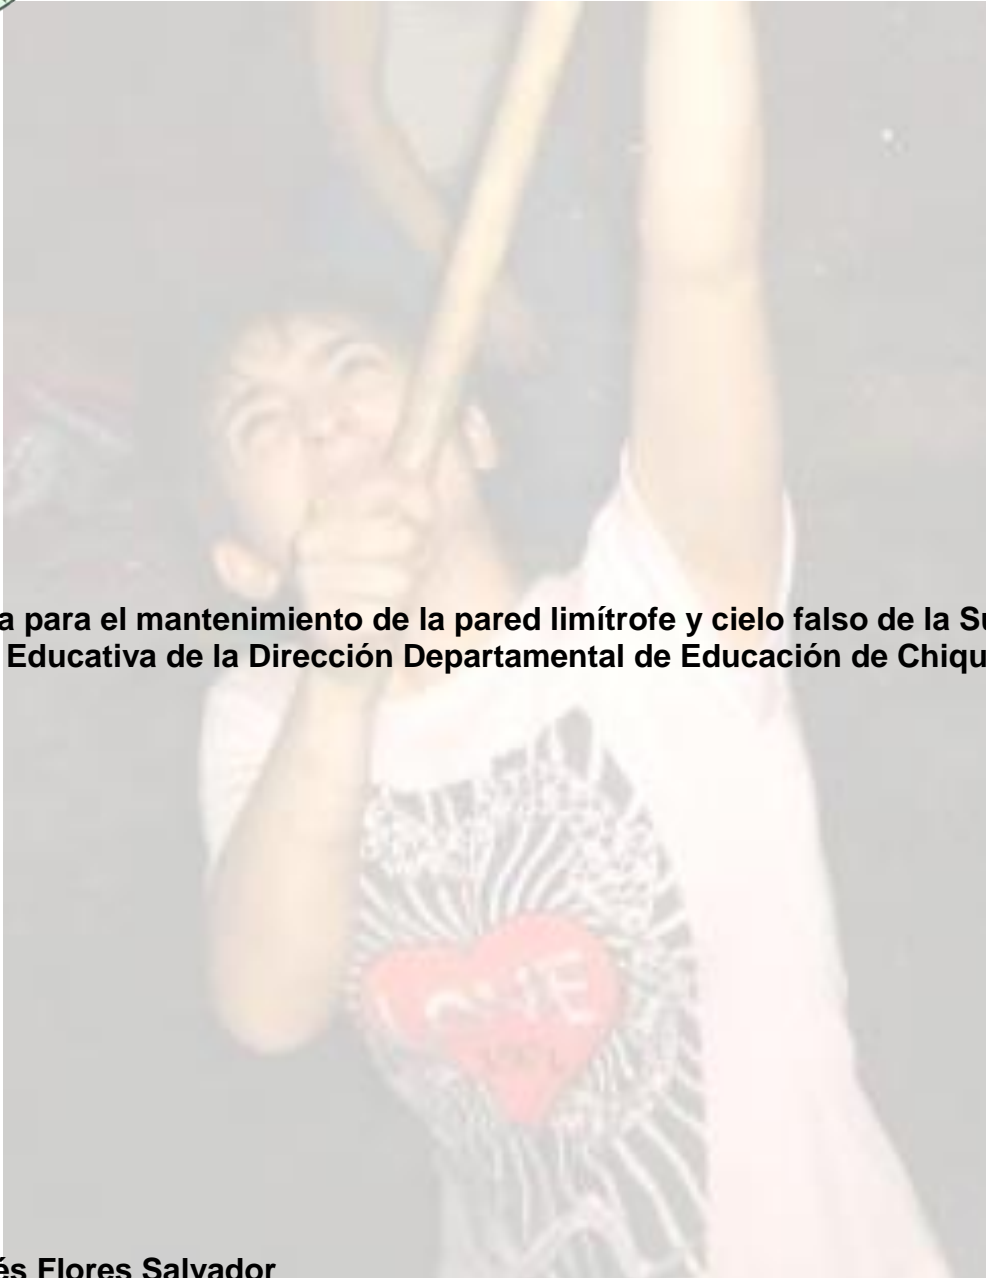 a para el mantenimiento de la pared limítrofe y cielo falso de la Su
Educativa de la Dirección Departamental de Educación de Chiqu
LOVE
és Flores Salvador